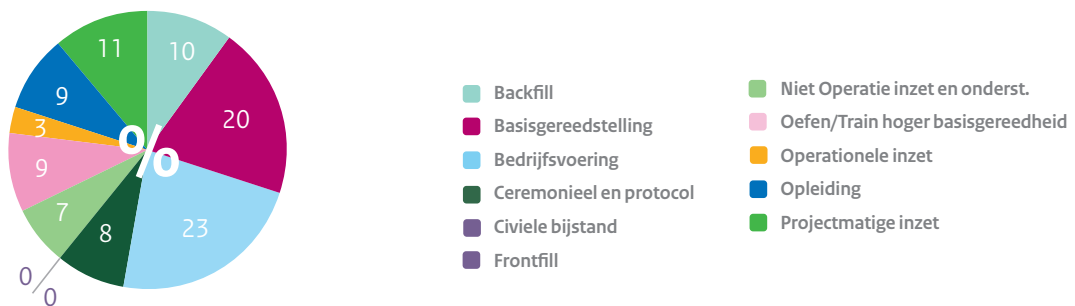 11
10
9
20
3
%
9
7
8
23
0
0
Backfill
Basisgereedstelling
Bedrijfsvoering
Ceremonieel en protocol
Civiele bijstand
Frontfill
Niet Operatie inzet en onderst.
Oefen/Train hoger basisgereedheid
Operationele inzet
Opleiding
Projectmatige inzet